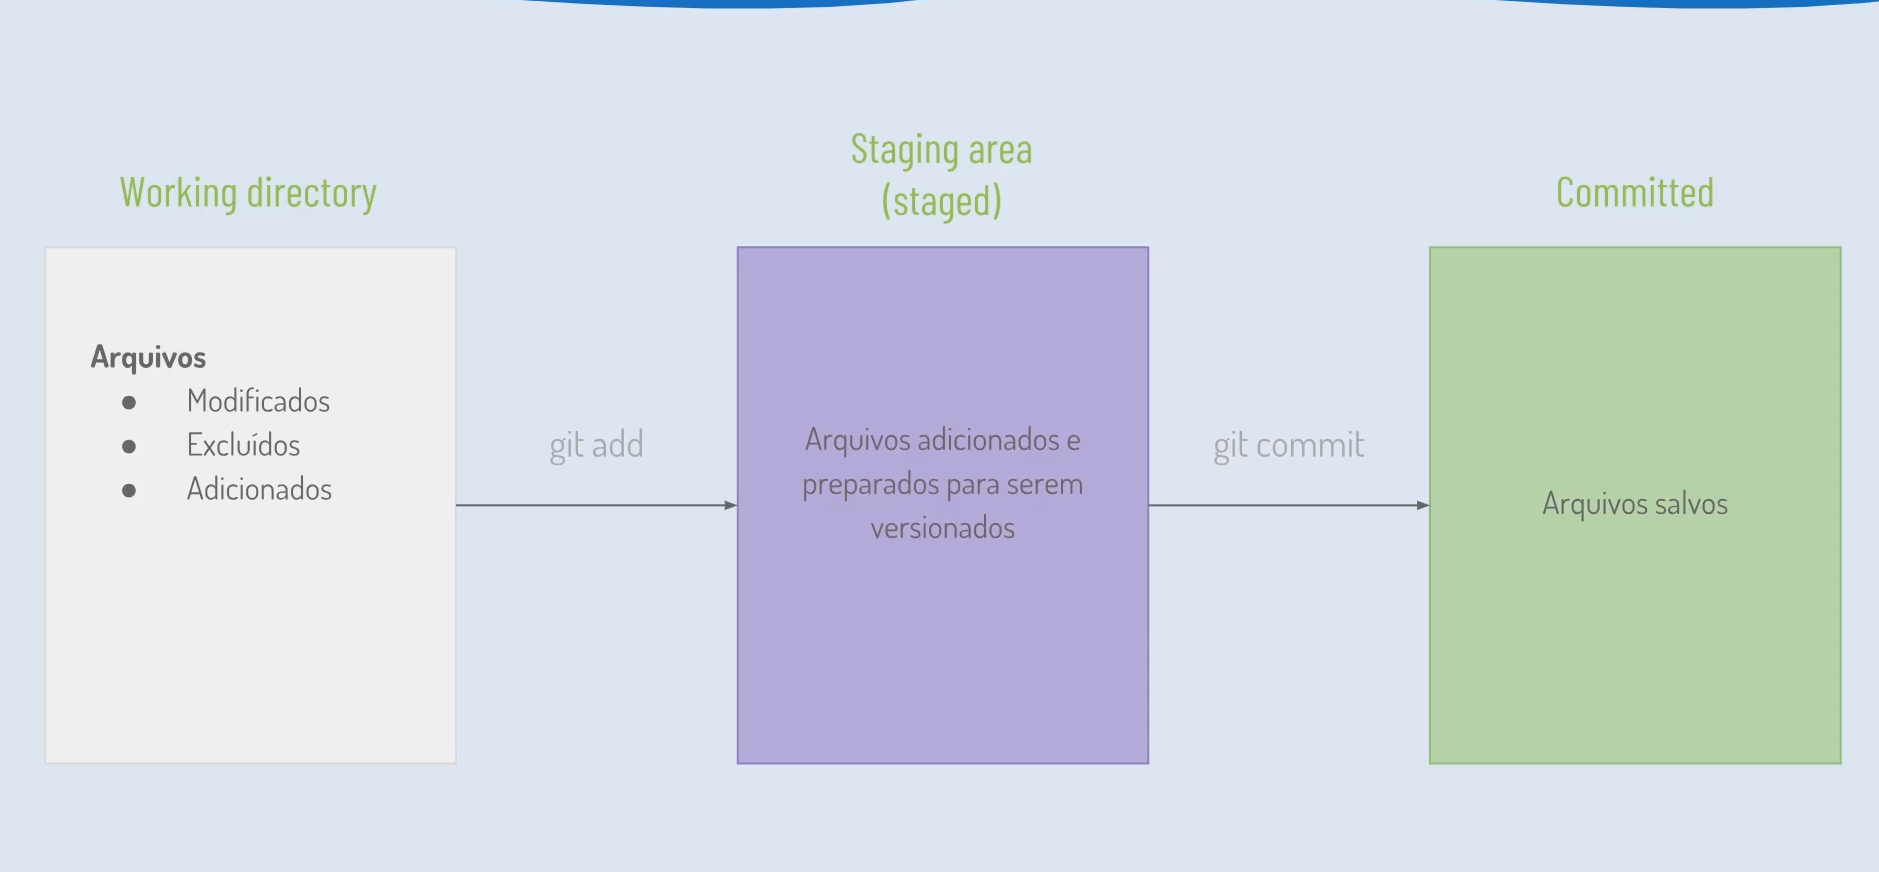 Working directory
Staging area
(staged)
Committed
Arquivos
● Modificados
● Excluídos
● Adicionados
git add
Arquivos adicionados e
preparados para serem
versionados
git commit
Arquivos salvos